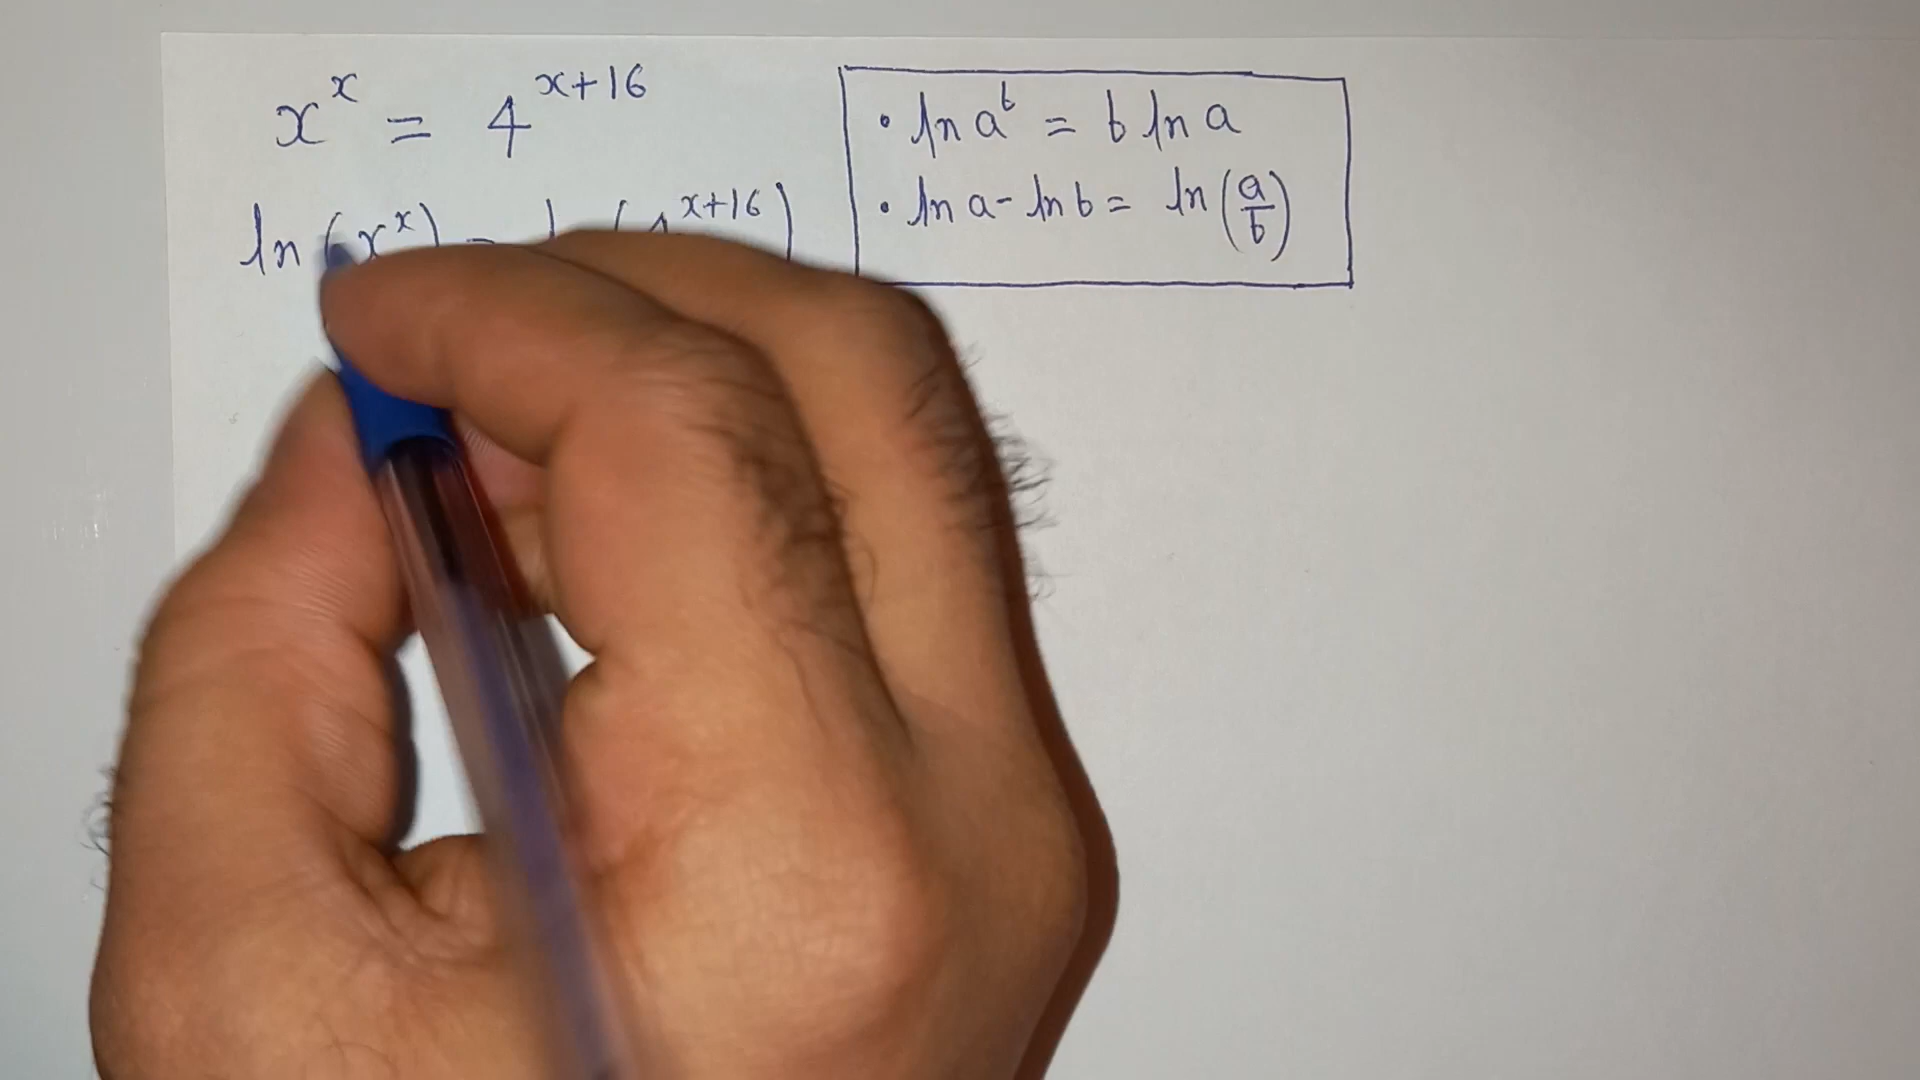 x^x = 4^{x+16}
ln (x^x) = ln (4^{x+16})
• ln a^b = b ln a
• ln a - ln b = ln (a/b)